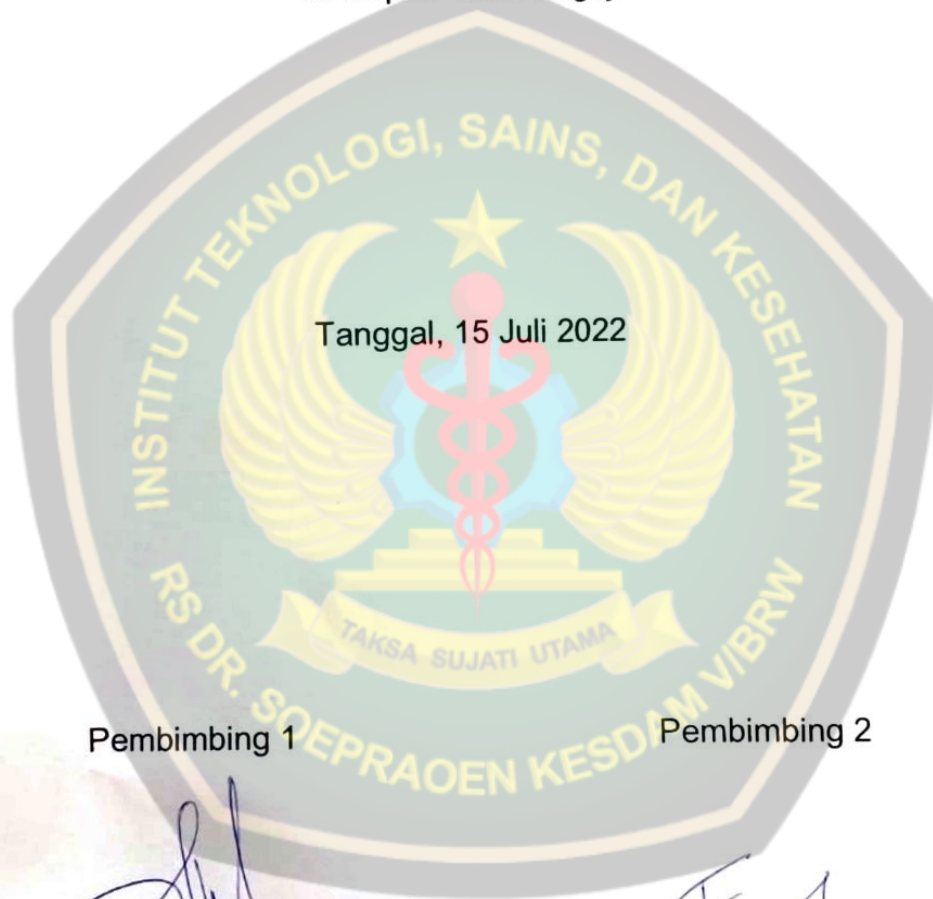 INSTITUT TEKNOLOGI, SAINS, DAN KESEHATAN
Tanggal, 15 Juli 2022
TAKSA SUJATI UTAMA
RS DR. SOEPRAOEN KESDAM V/BRW
Pembimbing 1
Pembimbing 2